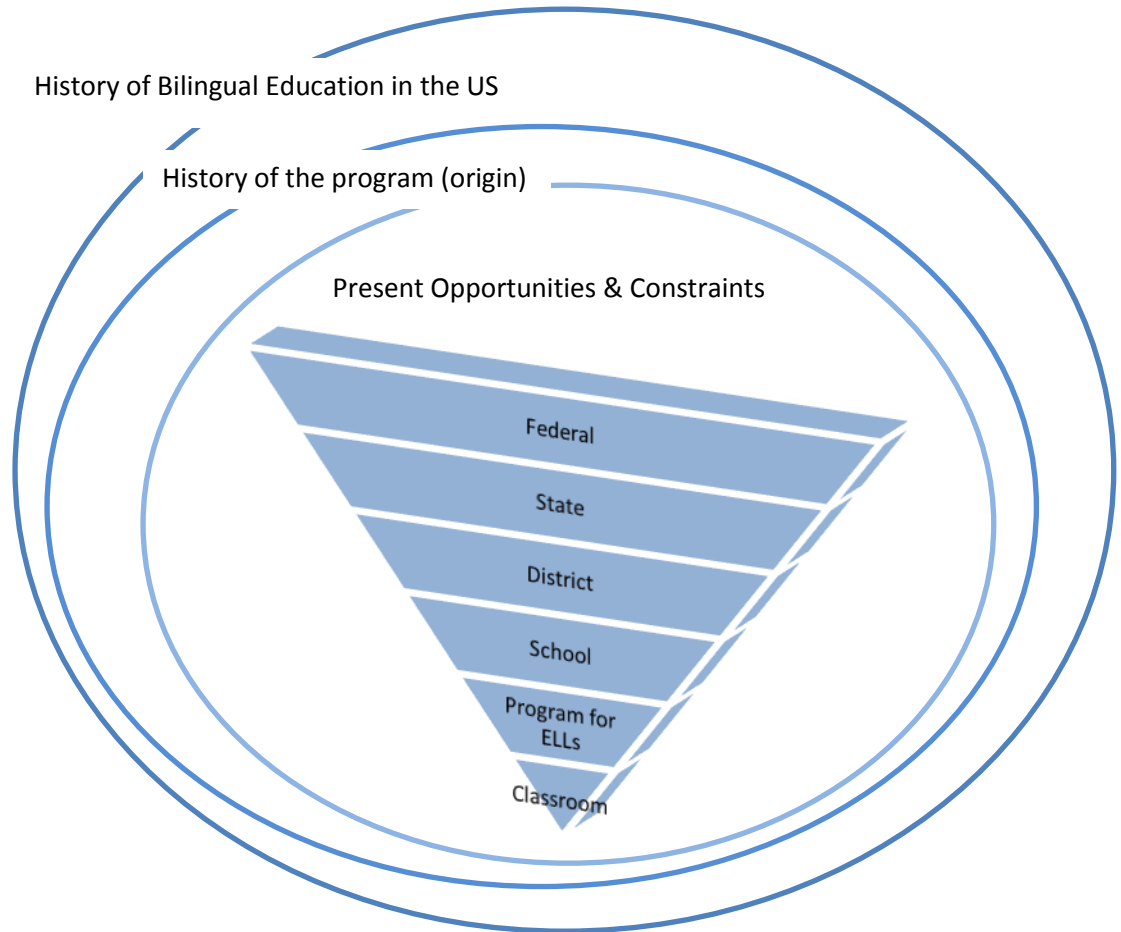 History of Bilingual Education in the US
History of the program (origin)
Present Opportunities & Constraints
Federal
State
District
School
Program for
ELLs
Classroom